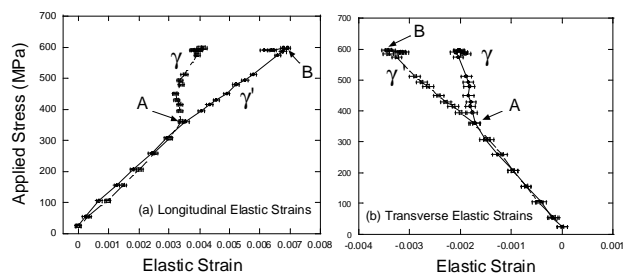 Applied Stress (MPa)
700
600
500
400
300
200
100
0
γ
B
A
γ'
(a) Longitudinal Elastic Strains
0 0.001 0.002 0.003 0.004 0.005 0.006 0.007 0.008
Elastic Strain
700
600
500
400
300
200
100
0
B
γ
γ
A
(b) Transverse Elastic Strains
-0.004 -0.003 -0.002 -0.001 0
Elastic Strain